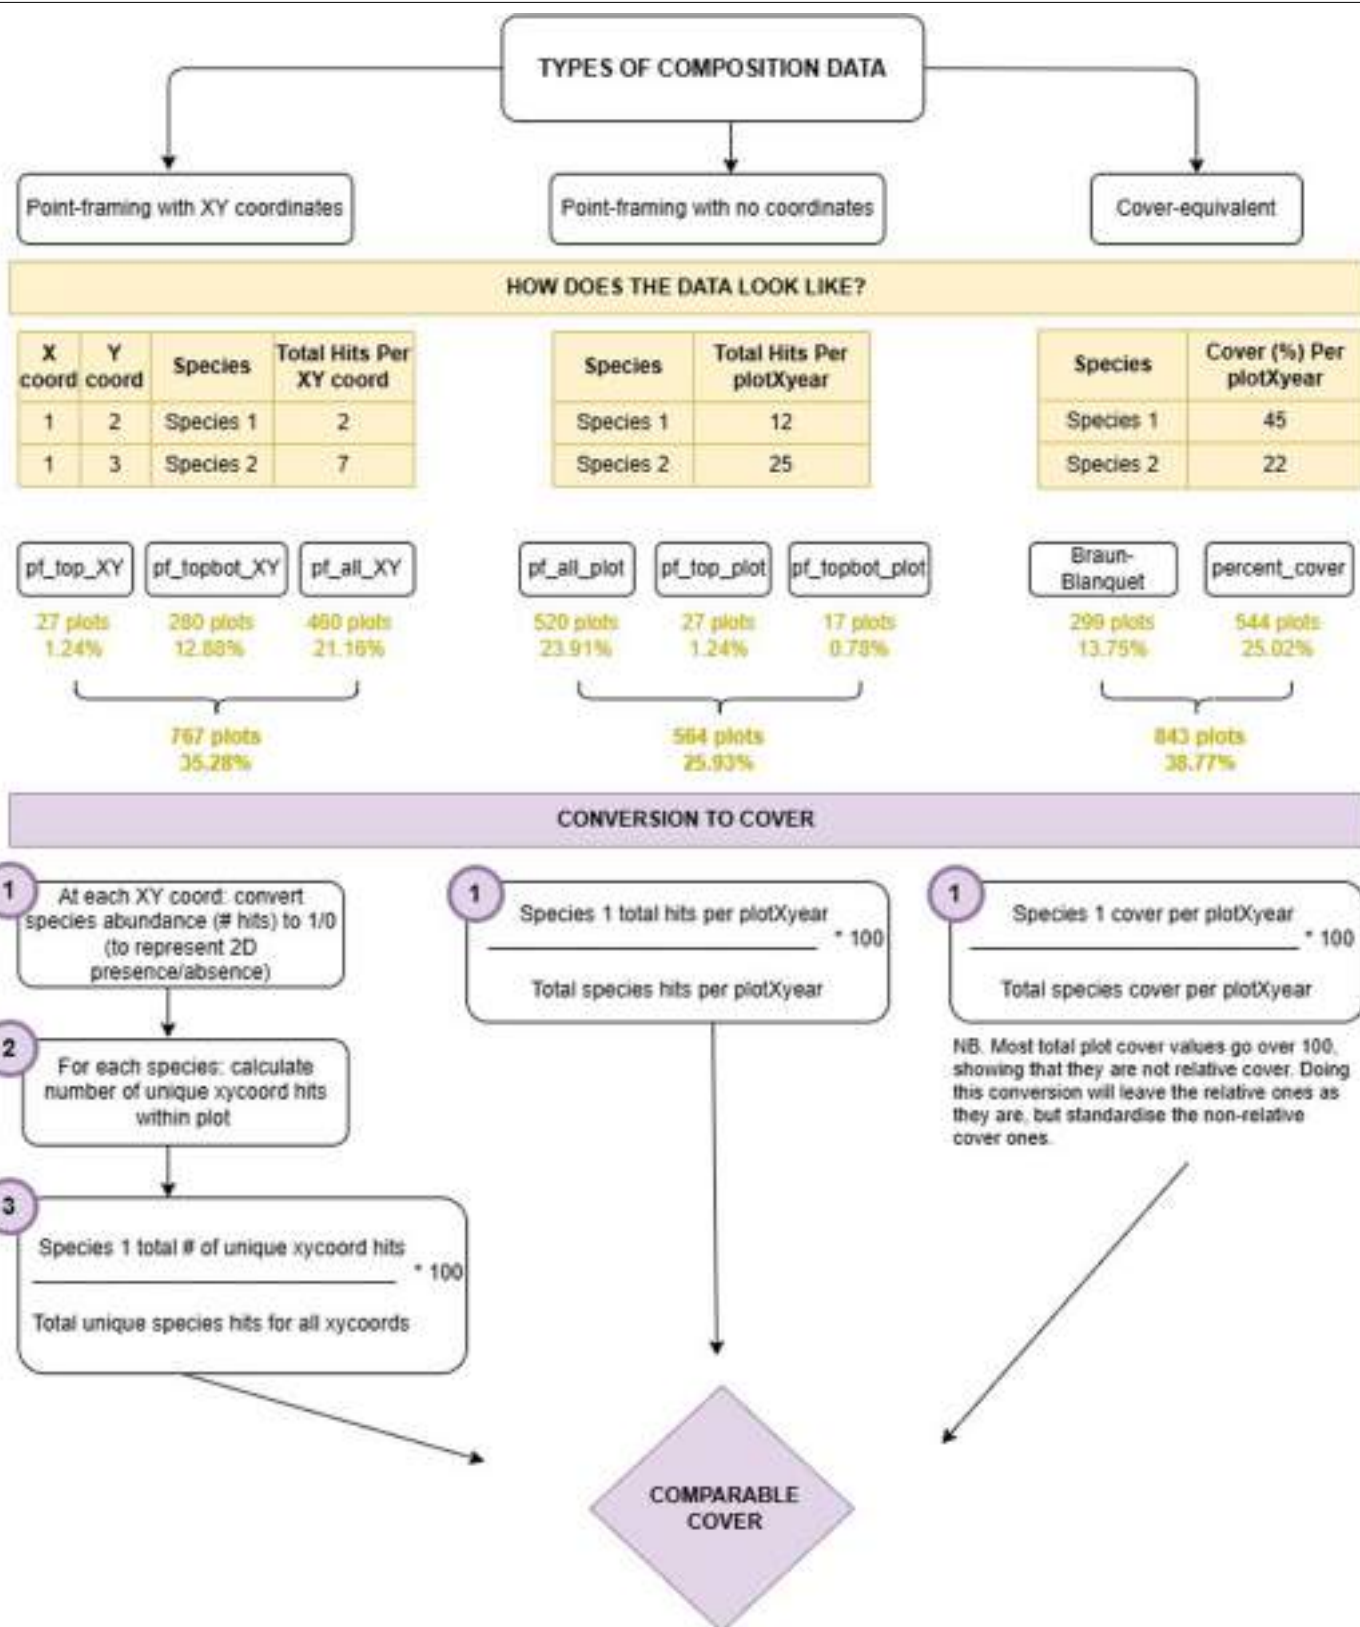 TYPES OF COMPOSITION DATA
Point-framing with XY coordinates
Point-framing with no coordinates
Cover-equivalent
HOW DOES THE DATA LOOK LIKE?
X coord Y coord Species Total Hits Per XY coord
1 2 Species 1 2
1 3 Species 2 7
Species Total Hits Per plotXyear
Species 1 12
Species 2 25
Species Cover (%) Per plotXyear
Species 1 45
Species 2 22
pf_top_XY pf_topbot_XY pf_all_XY
27 plots 280 plots 460 plots
1.24% 12.88% 21.16%
767 plots
35.28%
pf_all_plot pf_top_plot pf_topbot_plot
520 plots 27 plots 17 plots
23.91% 1.24% 0.78%
564 plots
25.93%
Braun-
Blanquet
percent_cover
299 plots 544 plots
13.75% 25.02%
843 plots
38.77%
CONVERSION TO COVER
1
At each XY coord: convert
species abundance (# hits) to 1/0
(to represent 2D
presence/absence)
2
For each species: calculate
number of unique xycoord hits
within plot
3
Species 1 total # of unique xycoord hits
* 100
Total unique species hits for all xycoords
1
Species 1 total hits per plotXyear
* 100
Total species hits per plotXyear
1
Species 1 cover per plotXyear
* 100
Total species cover per plotXyear
NB. Most total plot cover values go over 100,
showing that they are not relative cover. Doing
this conversion will leave the relative ones as
they are, but standardise the non-relative
cover ones.
COMPARABLE
COVER